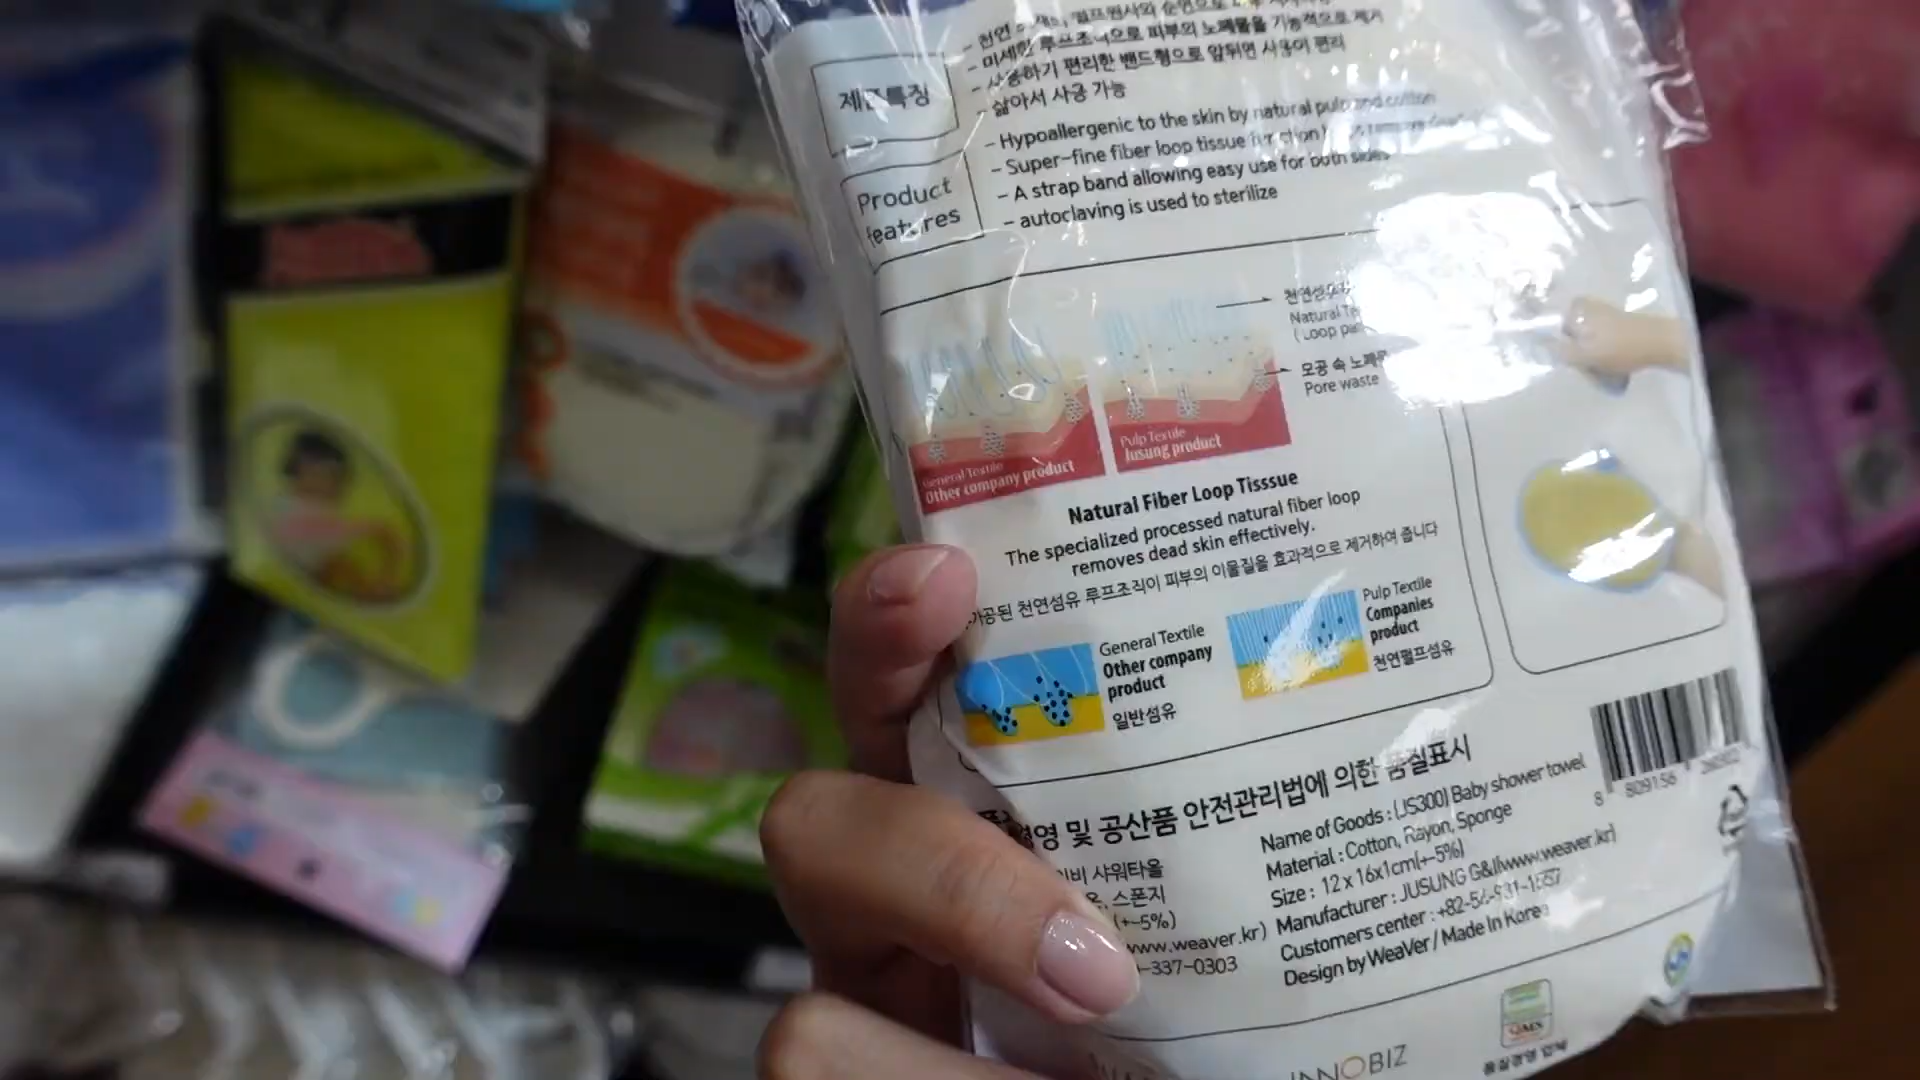 - 미세한 루프조직으로 피부의 노폐물을 기능적으로 제거
- 사용하기 편리한 밴드형으로 앞뒤면 사용이 편리
- 삶아서 사용 가능
제품특징
- Hypoallergenic to the skin by natural pulp and cotton
- Super-fine fiber loop tissue
- A strap band allowing easy use for both sides
- autoclaving is used to sterilize
Product
features
Natural
(Loop
모공 속
Pore waste
General Textile
Other company product
Pulp Textile
Jusung product
Natural Fiber Loop Tisssue
The specialized processed natural fiber loop
removes dead skin effectively.
천연섬유 루프조직이 피부의 이물질을 효과적으로 제거하여 줍니다
General Textile
Other company
product
일반섬유
Pulp Textile
Companies
product
천연펄프섬유
및 공산품 안전관리법에 의한 품질표시
샤워타올
스폰지
(+-5%)
www.weaver.kr)
-337-0303
Name of Goods : (JS300) Baby shower towel
Material : Cotton, Rayon, Sponge
Size : 12 x 16x1cm(+-5%)
Manufacturer : JUSUNG G&I(www.weaver.kr)
Customers center :
Design by WeaVer / Made In Korea
8 809156
INNOBIZ